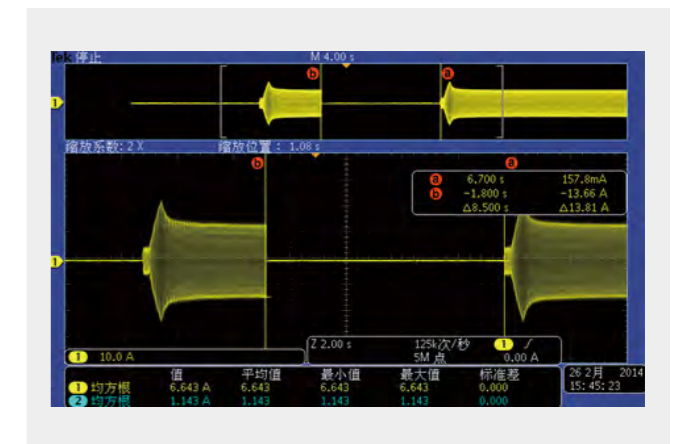 Tek 停止 M 4.00 s
b a
1
缩放系数: 2 X 缩放位置: 1.08 s
b a
a 6.700 s 157.8mA
b -1.800 s -13.66 A
Δ8.500 s Δ13.81 A
1
Z 2.00 s 125k次/秒 1 ∫
1 10.0 A 5M 点 0.00 A
值 平均值 最小值 最大值 标准差
1 均方根 6.643 A 6.643 6.643 6.643 0.000
2 均方根 1.143 A 1.143 1.143 1.143 0.000
26 2月 2014
15:45:23